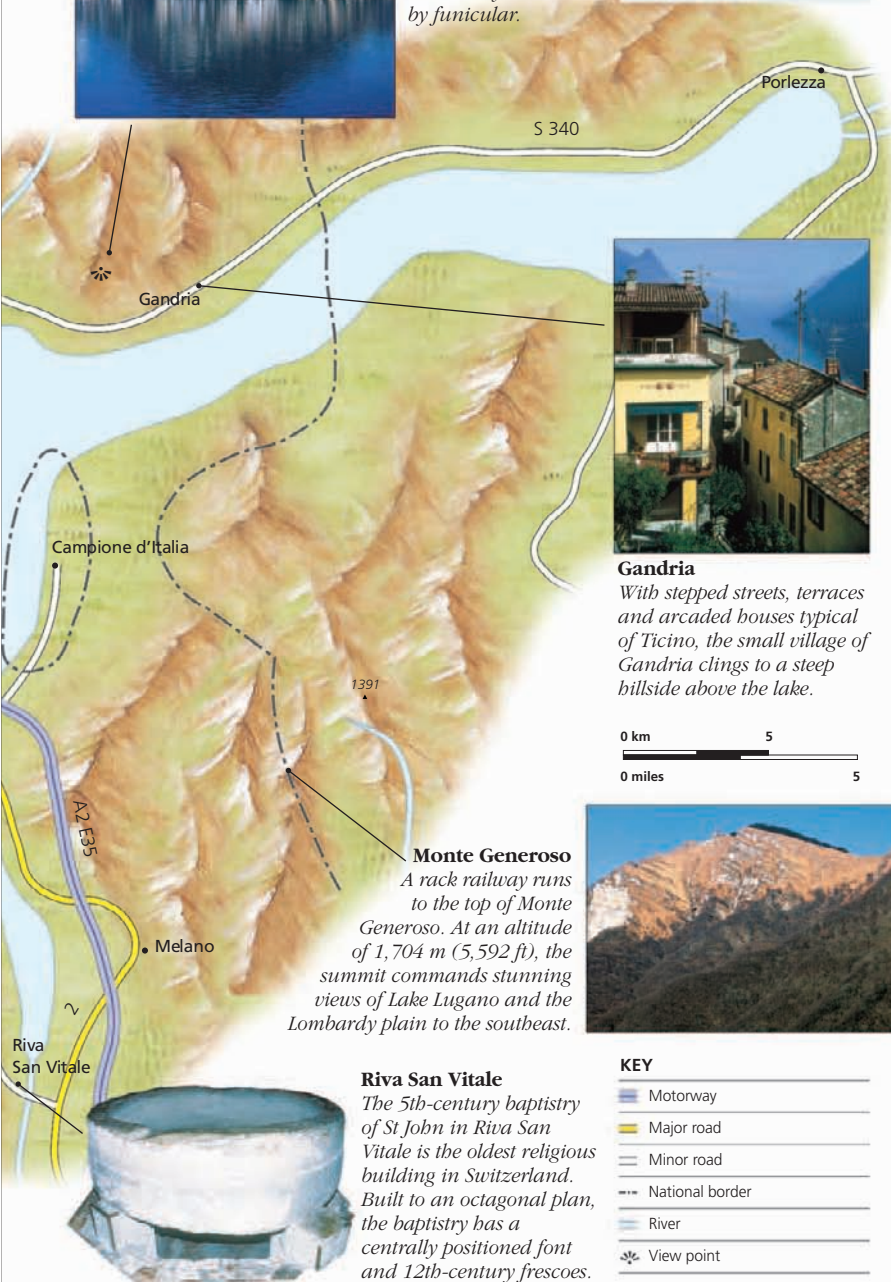 by funicular.
Porlezza
S 340
Gandria
Campione d'Italia
Gandria
With stepped streets, terraces
and arcaded houses typical
of Ticino, the small village of
Gandria clings to a steep
hillside above the lake.
1391
0 km 5
0 miles 5
A2 E35
Monte Generoso
A rack railway runs
to the top of Monte
Generoso. At an altitude
of 1,704 m (5,592 ft), the
summit commands stunning
views of Lake Lugano and the
Lombardy plain to the southeast.
Melano
2
Riva
San Vitale
Riva San Vitale
The 5th-century baptistry
of St John in Riva San
Vitale is the oldest religious
building in Switzerland.
Built to an octagonal plan,
the baptistry has a
centrally positioned font
and 12th-century frescoes.
KEY
Motorway
Major road
Minor road
National border
River
View point